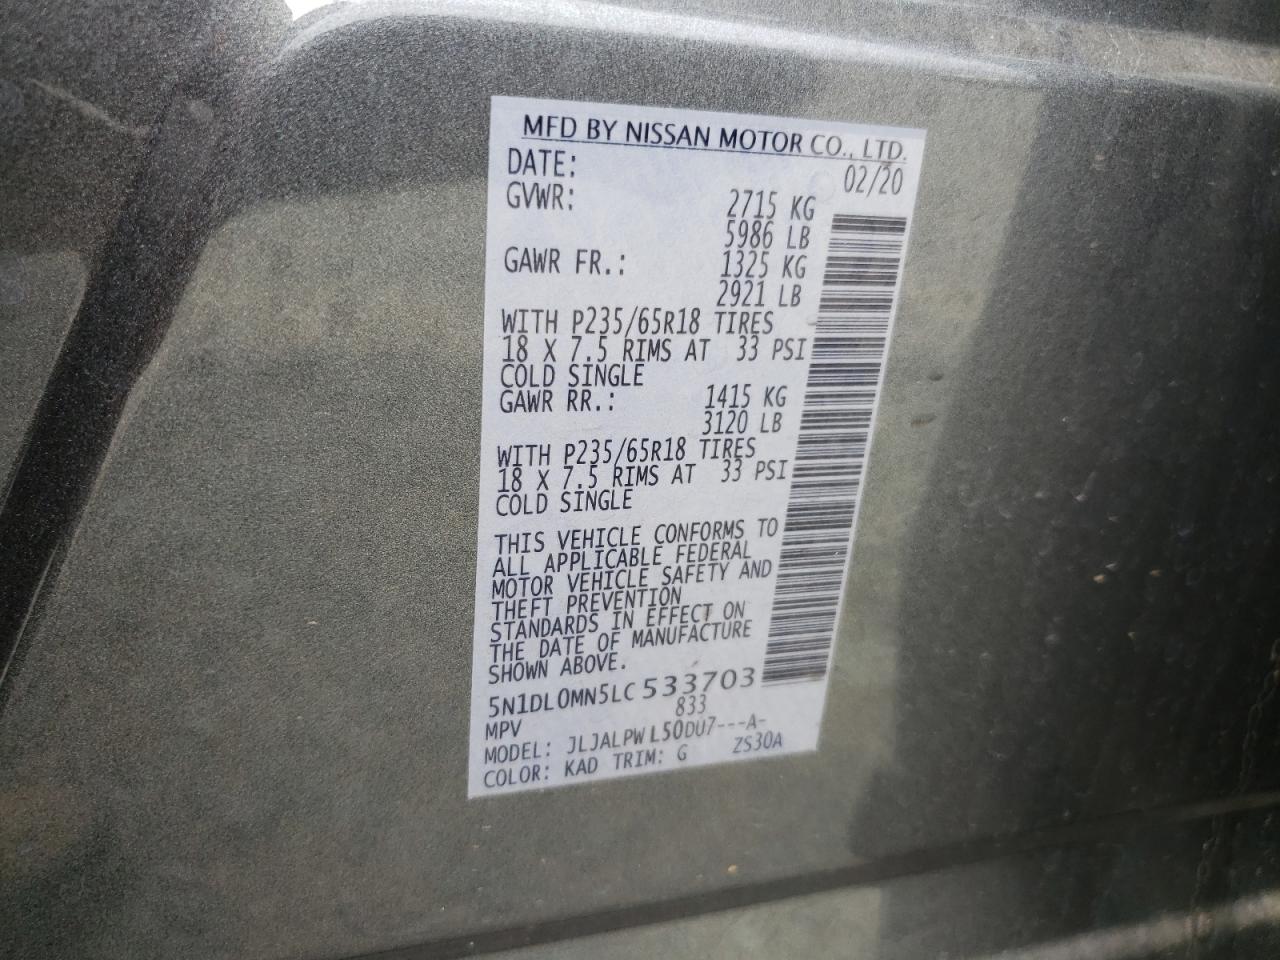 MFD BY NISSAN MOTOR CO., LTD.
DATE: 02/20
GVWR: 2715 KG
5986 LB
GAWR FR.: 1325 KG
2921 LB
WITH P235/65R18 TIRES
18 X 7.5 RIMS AT 33 PSI
COLD SINGLE
GAWR RR.: 1415 KG
3120 LB
WITH P235/65R18 TIRES
18 X 7.5 RIMS AT 33 PSI
COLD SINGLE
THIS VEHICLE CONFORMS TO
ALL APPLICABLE FEDERAL
MOTOR VEHICLE SAFETY AND
THEFT PREVENTION
STANDARDS IN EFFECT ON
THE DATE OF MANUFACTURE
SHOWN ABOVE.
5N1DL0MN5LC533703
MPV 833
MODEL: JLJALPWL50DU7---A-
COLOR: KAD TRIM: G ZS30A